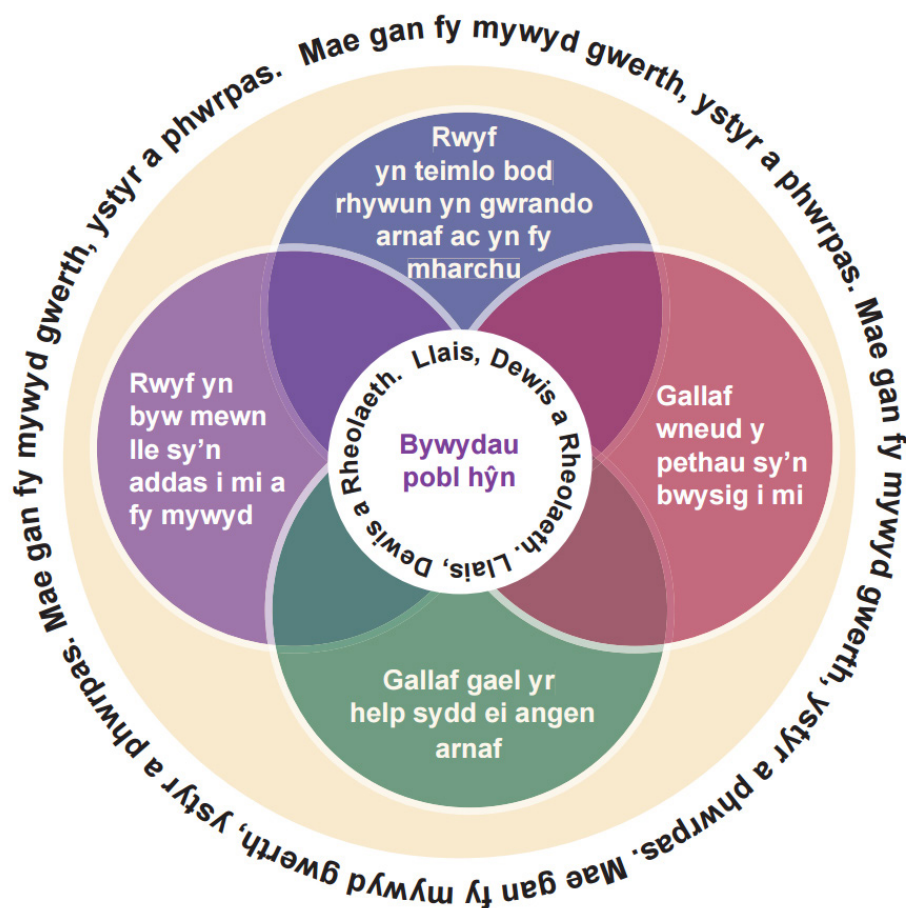 Mae gan fy mywyd gwerth, ystyr a phwrpas. Mae gan fy mywyd gwerth, ystyr a phwrpas. Mae gan fy mywyd gwerth, ystyr a phwrpas. Mae gan fy mywyd gwerth, ystyr a phwrpas.
Rwyf
yn teimlo bod
rhywun yn gwrando
arnaf ac yn fy
mharchu
Rwyf yn
byw mewn
lle sy'n
addas i mi a
fy mywyd
Llais, Dewis a Rheolaeth. Llais, Dewis a Rheolaeth.
Bywydau
pobl hŷn
Gallaf
wneud y
pethau sy'n
bwysig i mi
Gallaf gael yr
help sydd ei angen
arnaf